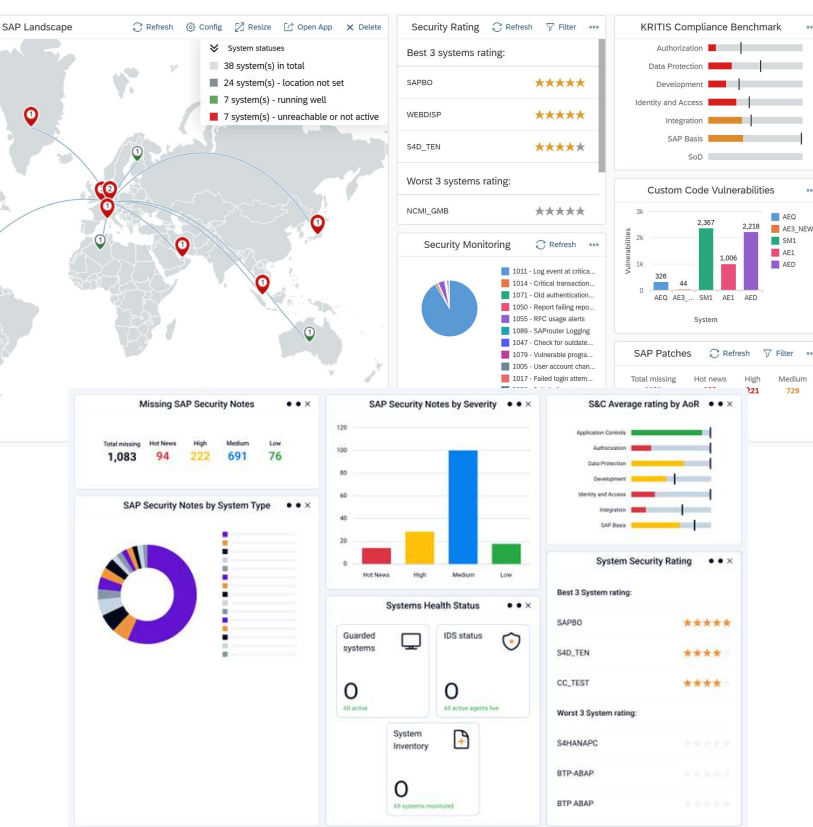 SAP Landscape
Refresh
Config
Resize
Open App
Delete
System statuses
38 system(s) in total
24 system(s) - location not set
7 system(s) - running well
7 system(s) - unreachable or not active
1
1
2
1
1
1
1
1
1
Security Rating
Refresh
Filter
Best 3 systems rating:
SAPBO
WEBDISP
S4D_TEN
Worst 3 systems rating:
NCMI_GMB
Security Monitoring
Refresh
1011 - Log event at critica...
1014 - Critical transaction...
1071 - Old authentication...
1050 - Report failing repo...
1055 - RFC usage alerts
1089 - SAProuter Logging
1047 - Check for outdate...
1079 - Vulnerable progra...
1005 - User account chan...
1017 - Failed login attem...
KRITIS Compliance Benchmark
Authorization
Data Protection
Development
Identity and Access
Integration
SAP Basis
SoD
Custom Code Vulnerabilities
Vulnerabilities
3k
2k
1k
0
326
44
2,367
1,006
2,218
AEQ
AE3_...
SM1
AE1
AED
System
AEQ
AE3_NEW
SM1
AE1
AED
SAP Patches
Refresh
Filter
Total missing
Hot news
High
Medium
221
729
Missing SAP Security Notes
Total missing
Hot News
High
Medium
Low
1,083
94
222
691
76
SAP Security Notes by System Type
SAP Security Notes by Severity
120
100
80
60
40
20
0
Hot News
High
Medium
Low
Systems Health Status
Guarded systems
0
All active
IDS status
0
All active agents live
System Inventory
0
All systems monitored
S&C Average rating by AoR
Application Controls
Authorization
Data Protection
Development
Identity and Access
Integration
SAP Basis
System Security Rating
Best 3 System rating:
SAPBO
S4D_TEN
CC_TEST
Worst 3 System rating:
S4HANAPC
BTP-ABAP
BTP ABAP